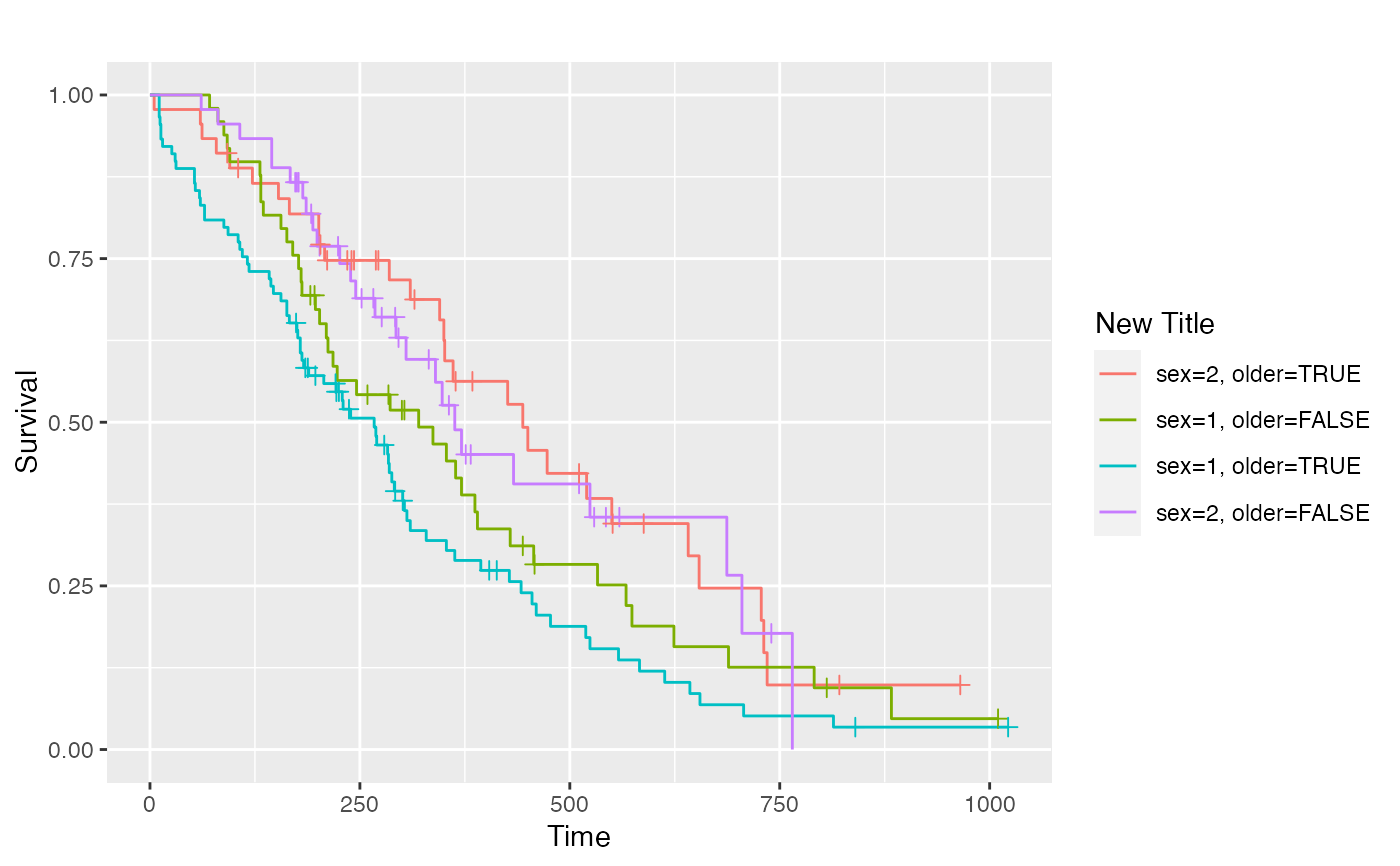 1.00
0.75
0.50
0.25
0.00
Survival
0 250 500 750 1000
Time
New Title
sex=2, older=TRUE
sex=1, older=FALSE
sex=1, older=TRUE
sex=2, older=FALSE